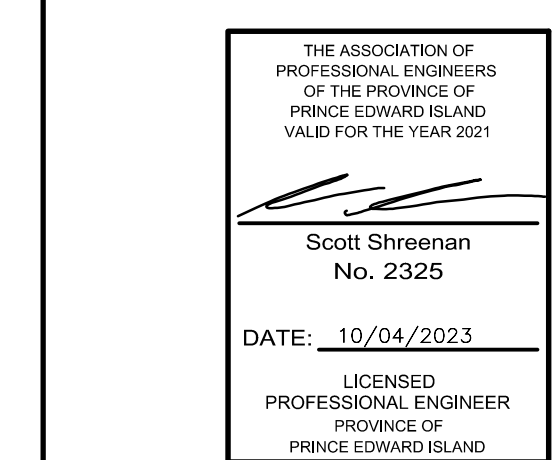 THE ASSOCIATION OF
PROFESSIONAL ENGINEERS
OF THE PROVINCE OF
PRINCE EDWARD ISLAND
VALID FOR THE YEAR 2021
Scott Shreenan
No. 2325
DATE: 10/04/2023
LICENSED
PROFESSIONAL ENGINEER
PROVINCE OF
PRINCE EDWARD ISLAND